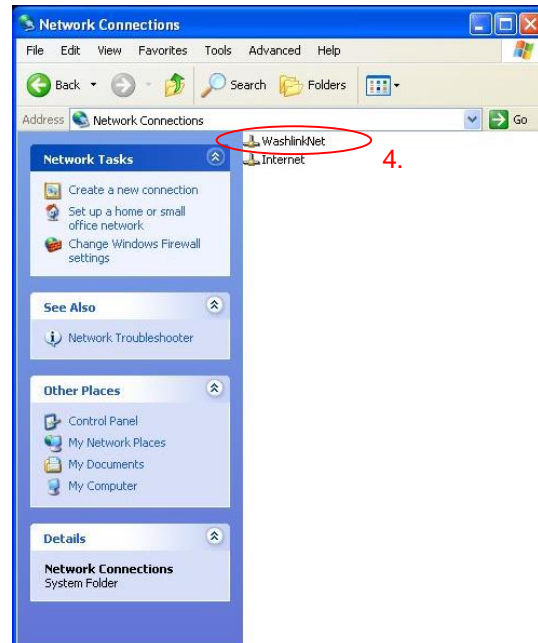 Network Connections
File Edit View Favorites Tools Advanced Help
Back Search Folders
Address Network Connections Go
WashlinkNet
Internet
4.
Network Tasks
Create a new connection
Set up a home or small
office network
Change Windows Firewall
settings
See Also
Network Troubleshooter
Other Places
Control Panel
My Network Places
My Documents
My Computer
Details
Network Connections
System Folder